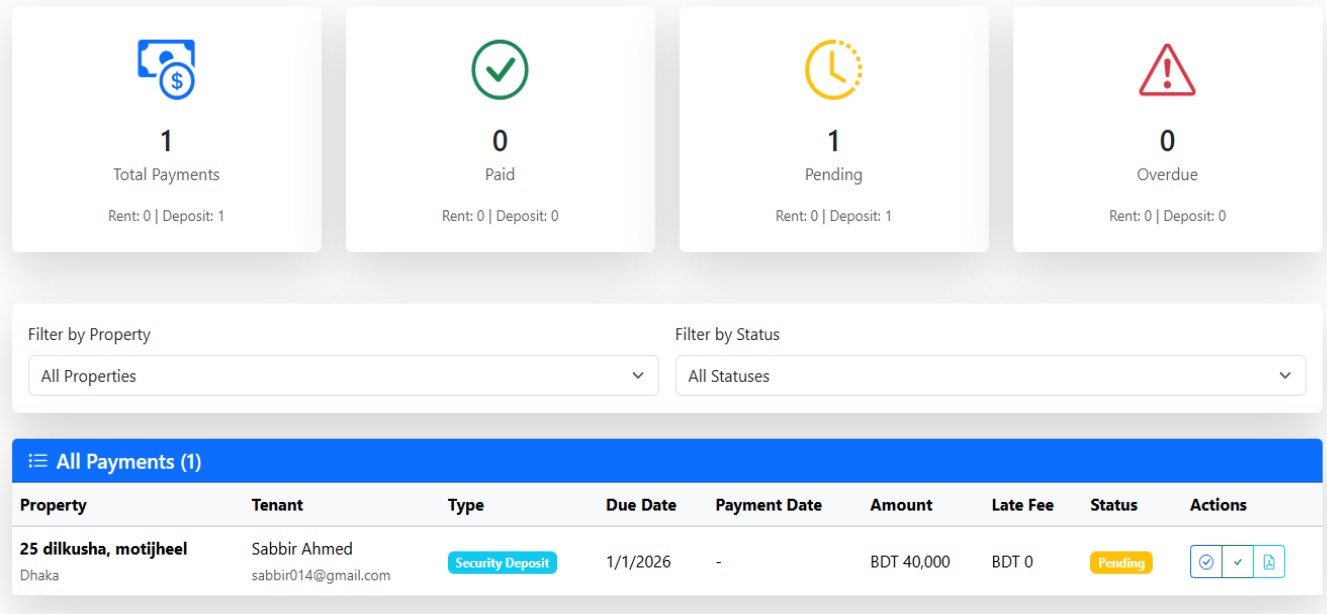 1
Total Payments
Rent: 0 | Deposit: 1
0
Paid
Rent: 0 | Deposit: 0
1
Pending
Rent: 0 | Deposit: 1
0
Overdue
Rent: 0 | Deposit: 0
Filter by Property
All Properties
Filter by Status
All Statuses
All Payments (1)
Property Tenant Type Due Date Payment Date Amount Late Fee Status Actions
25 dilkusha, motijheel Sabbir Ahmed Security Deposit 1/1/2026 - BDT 40,000 BDT 0 Pending
Dhaka sabbir014@gmail.com